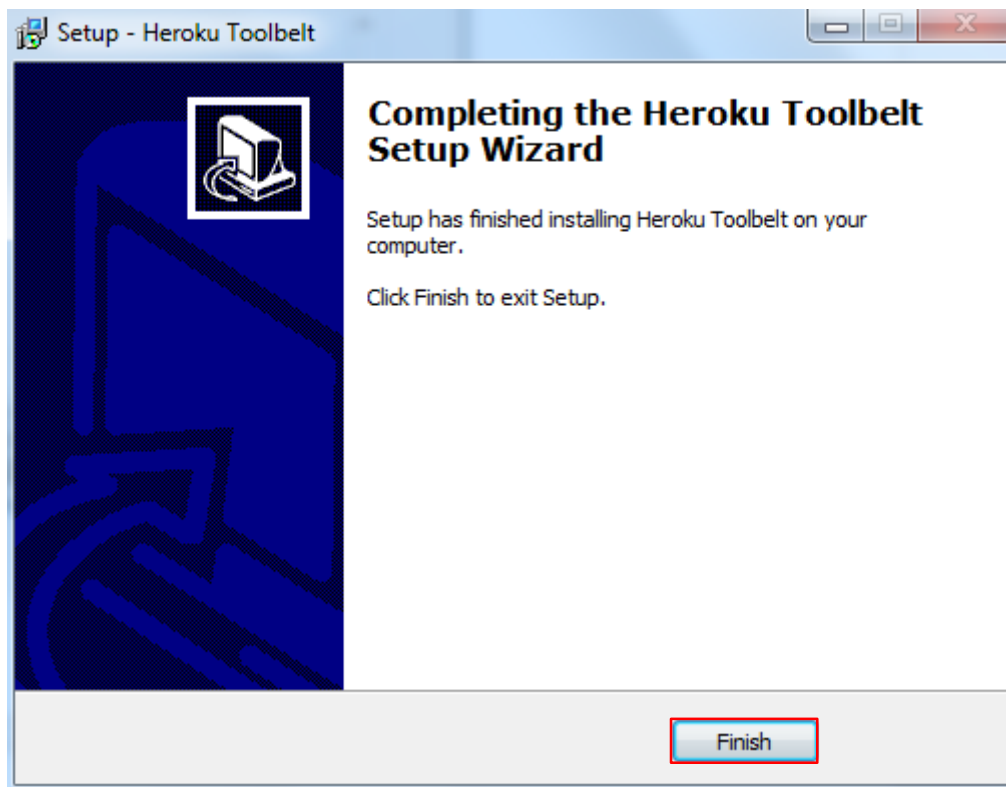 Setup - Heroku Toolbelt
Completing the Heroku Toolbelt
Setup Wizard
Setup has finished installing Heroku Toolbelt on your
computer.
Click Finish to exit Setup.
Finish